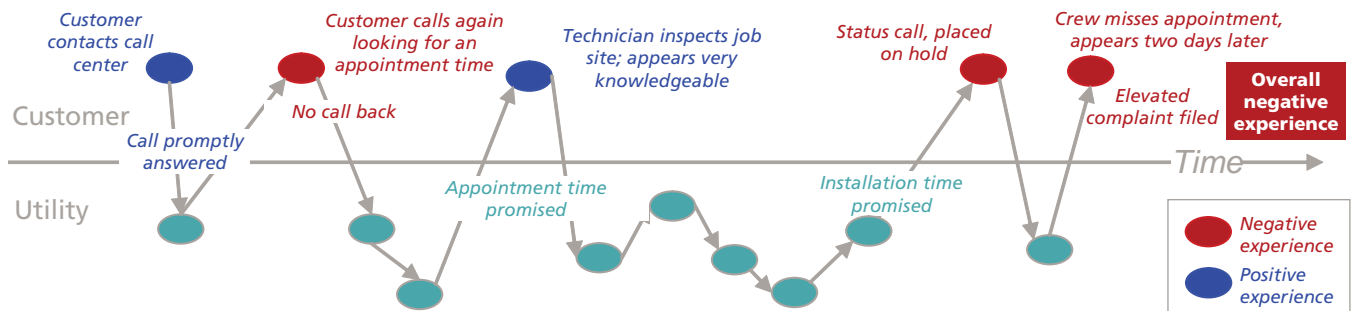 Customer
contacts call
center
Customer calls again
looking for an
appointment time
Technician inspects job
site; appears very
knowledgeable
Status call, placed
on hold
Crew misses appointment,
appears two days later
Overall
negative
experience
Customer
No call back
Elevated
complaint filed
Call promptly
answered
Time
Utility
Appointment time
promised
Installation time
promised
Negative
experience
Positive
experience